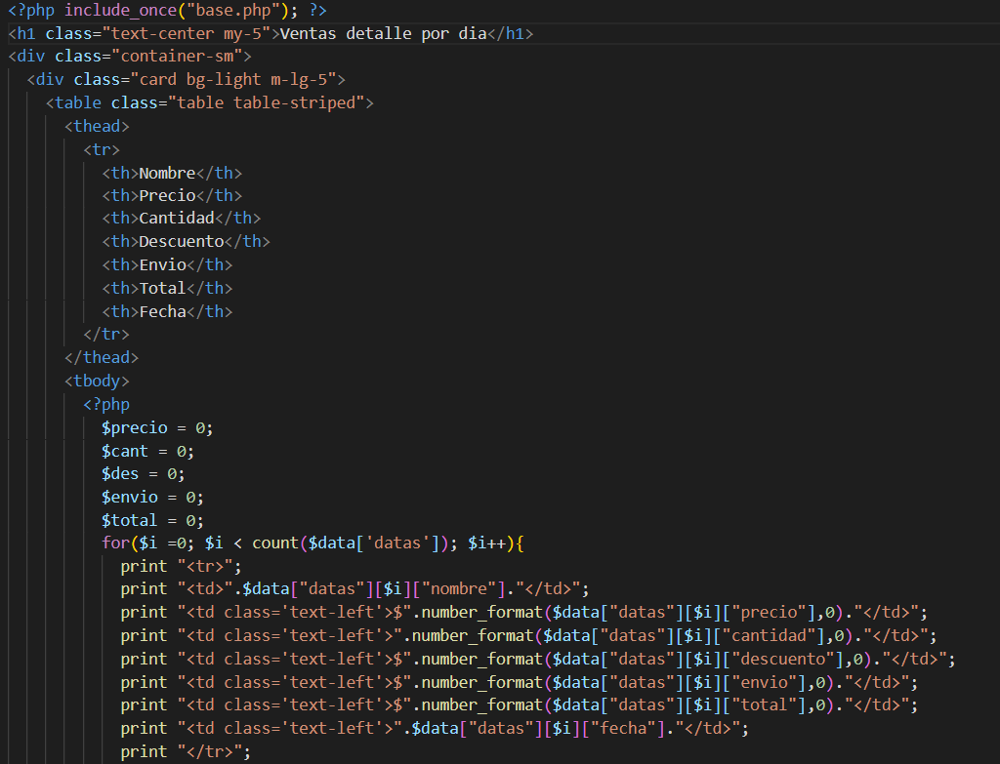 <?php include_once("base.php"); ?>
<h1 class="text-center my-5">Ventas detalle por dia</h1>
<div class="container-sm">
<div class="card bg-light m-lg-5">
<table class="table table-striped">
<thead>
<tr>
<th>Nombre</th>
<th>Precio</th>
<th>Cantidad</th>
<th>Descuento</th>
<th>Envio</th>
<th>Total</th>
<th>Fecha</th>
</tr>
</thead>
<tbody>
<?php
$precio = 0;
$cant = 0;
$des = 0;
$envio = 0;
$total = 0;
for($i =0; $i < count($data['datas']); $i++){
print "<tr>";
print "<td>".$data["datas"][$i]["nombre"]."</td>";
print "<td class='text-left'>$".number_format($data["datas"][$i]["precio"],0)."</td>";
print "<td class='text-left'>".number_format($data["datas"][$i]["cantidad"],0)."</td>";
print "<td class='text-left'>$".number_format($data["datas"][$i]["descuento"],0)."</td>";
print "<td class='text-left'>$".number_format($data["datas"][$i]["envio"],0)."</td>";
print "<td class='text-left'>$".number_format($data["datas"][$i]["total"],0)."</td>";
print "<td class='text-left'>".$data["datas"][$i]["fecha"]."</td>";
print "</tr>";